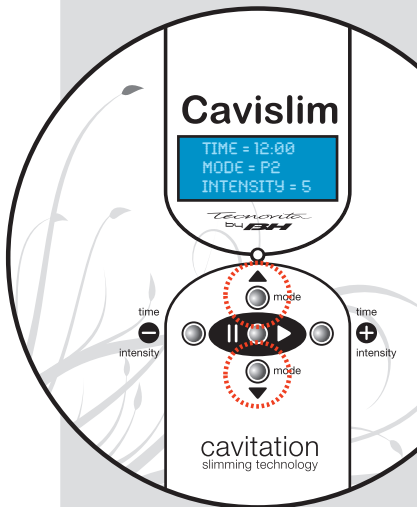 Cavislim
TIME = 12:00
MODE = P2
INTENSITY = 5
Tecnovita
by BH
mode
time
time
intensity
intensity
mode
cavitation
slimming technology